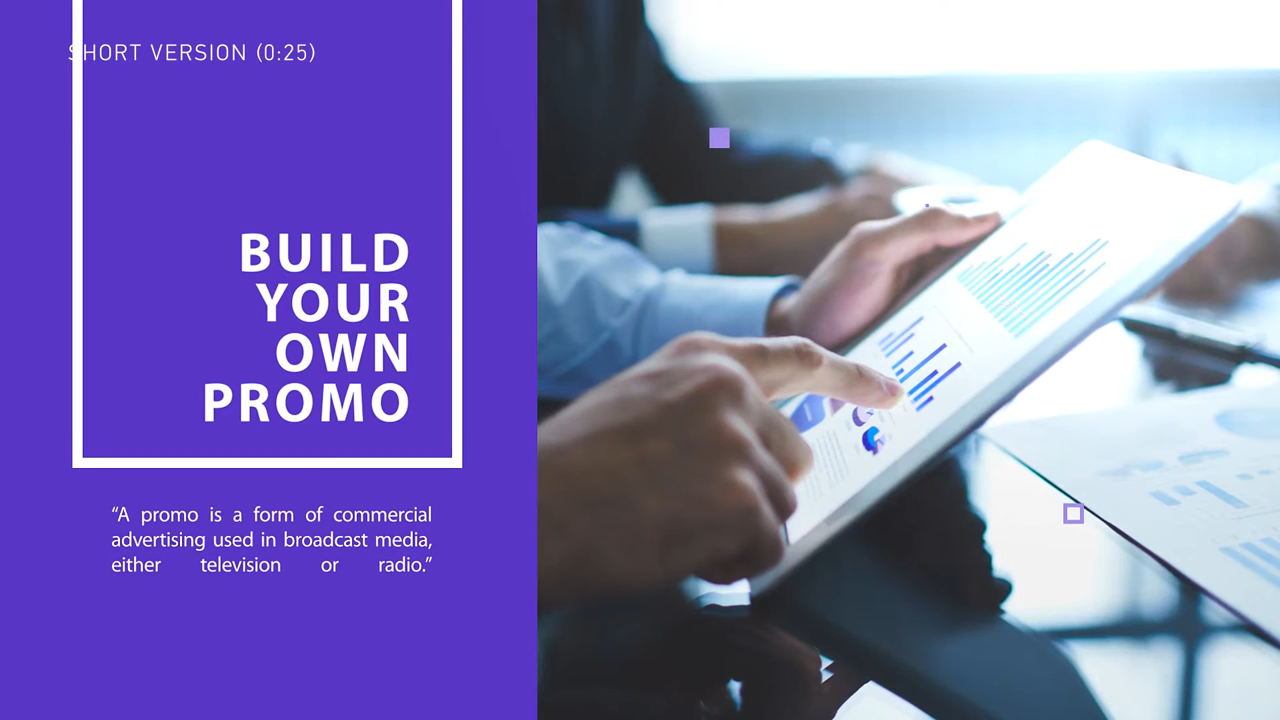 SHORT VERSION (0:25)
BUILD
YOUR
OWN
PROMO
“A promo is a form of commercial
advertising used in broadcast media,
either television or radio.”